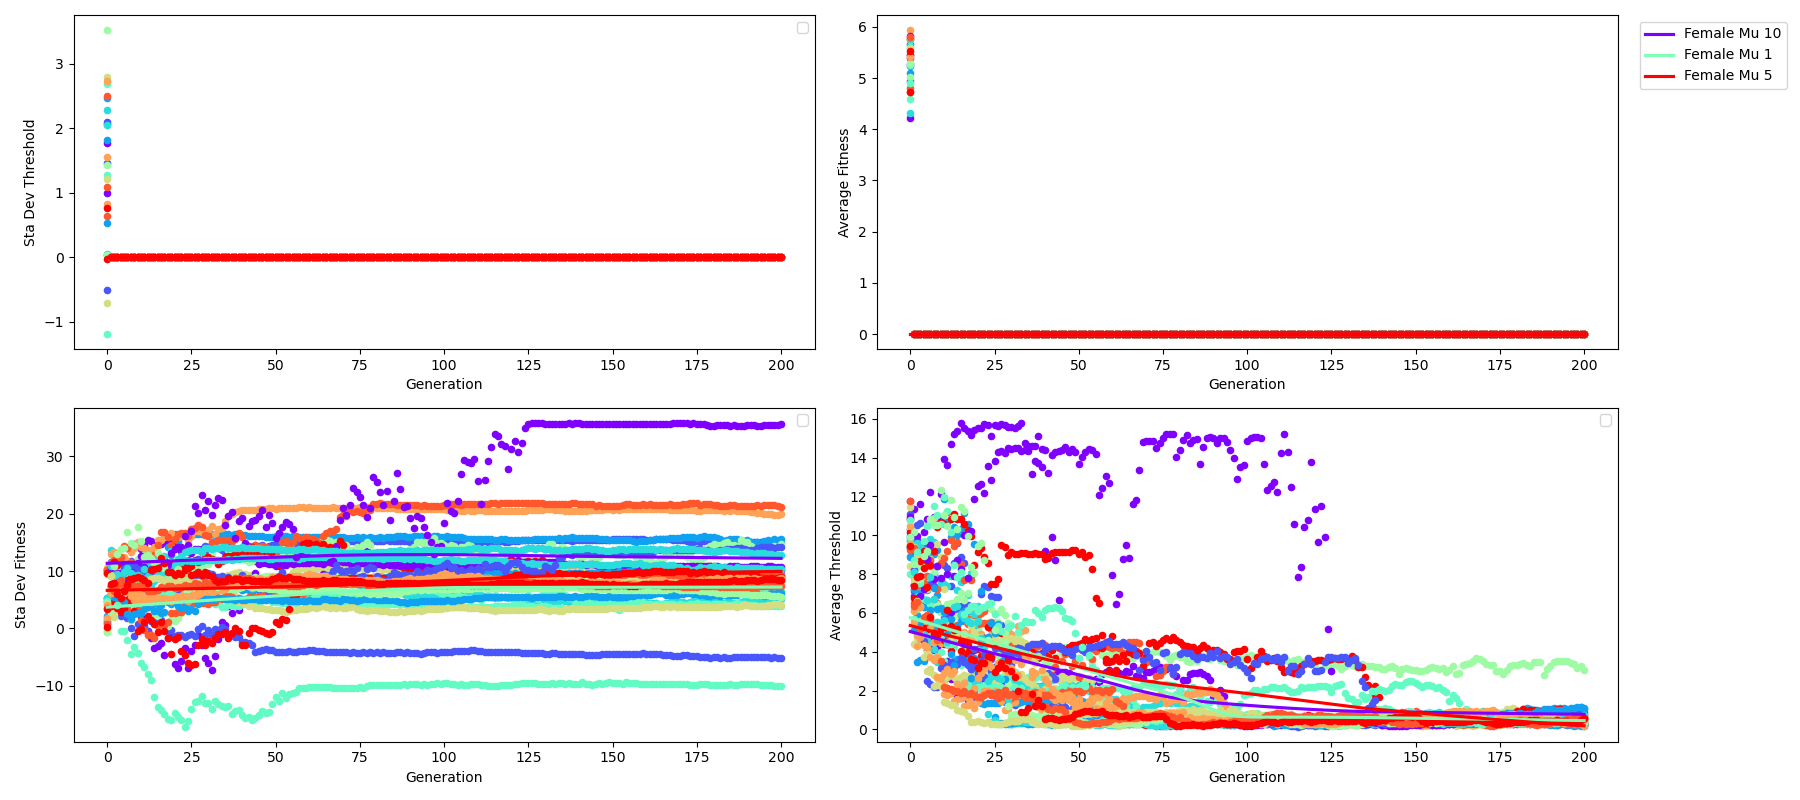 3
2
1
0
−1
Sta Dev Threshold
0 25 50 75 100 125 150 175 200
Generation
6
5
4
3
2
1
0
Average Fitness
0 25 50 75 100 125 150 175 200
Generation
Female Mu 10
Female Mu 1
Female Mu 5
30
20
10
0
−10
Sta Dev Fitness
0 25 50 75 100 125 150 175 200
Generation
16
14
12
10
8
6
4
2
0
Average Threshold
0 25 50 75 100 125 150 175 200
Generation